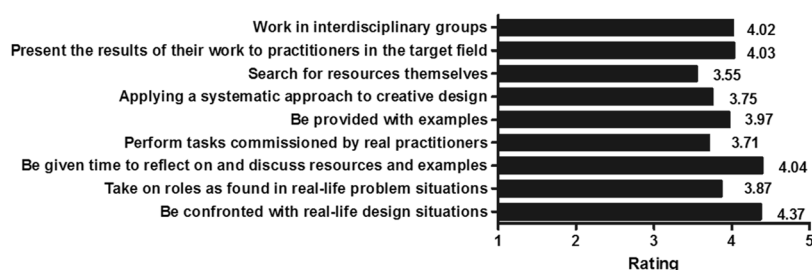 Work in interdisciplinary groups 4.02
Present the results of their work to practitioners in the target field 4.03
Search for resources themselves 3.55
Applying a systematic approach to creative design 3.75
Be provided with examples 3.97
Perform tasks commissioned by real practitioners 3.71
Be given time to reflect on and discuss resources and examples 4.04
Take on roles as found in real-life problem situations 3.87
Be confronted with real-life design situations 4.37
1 2 3 4 5
Rating